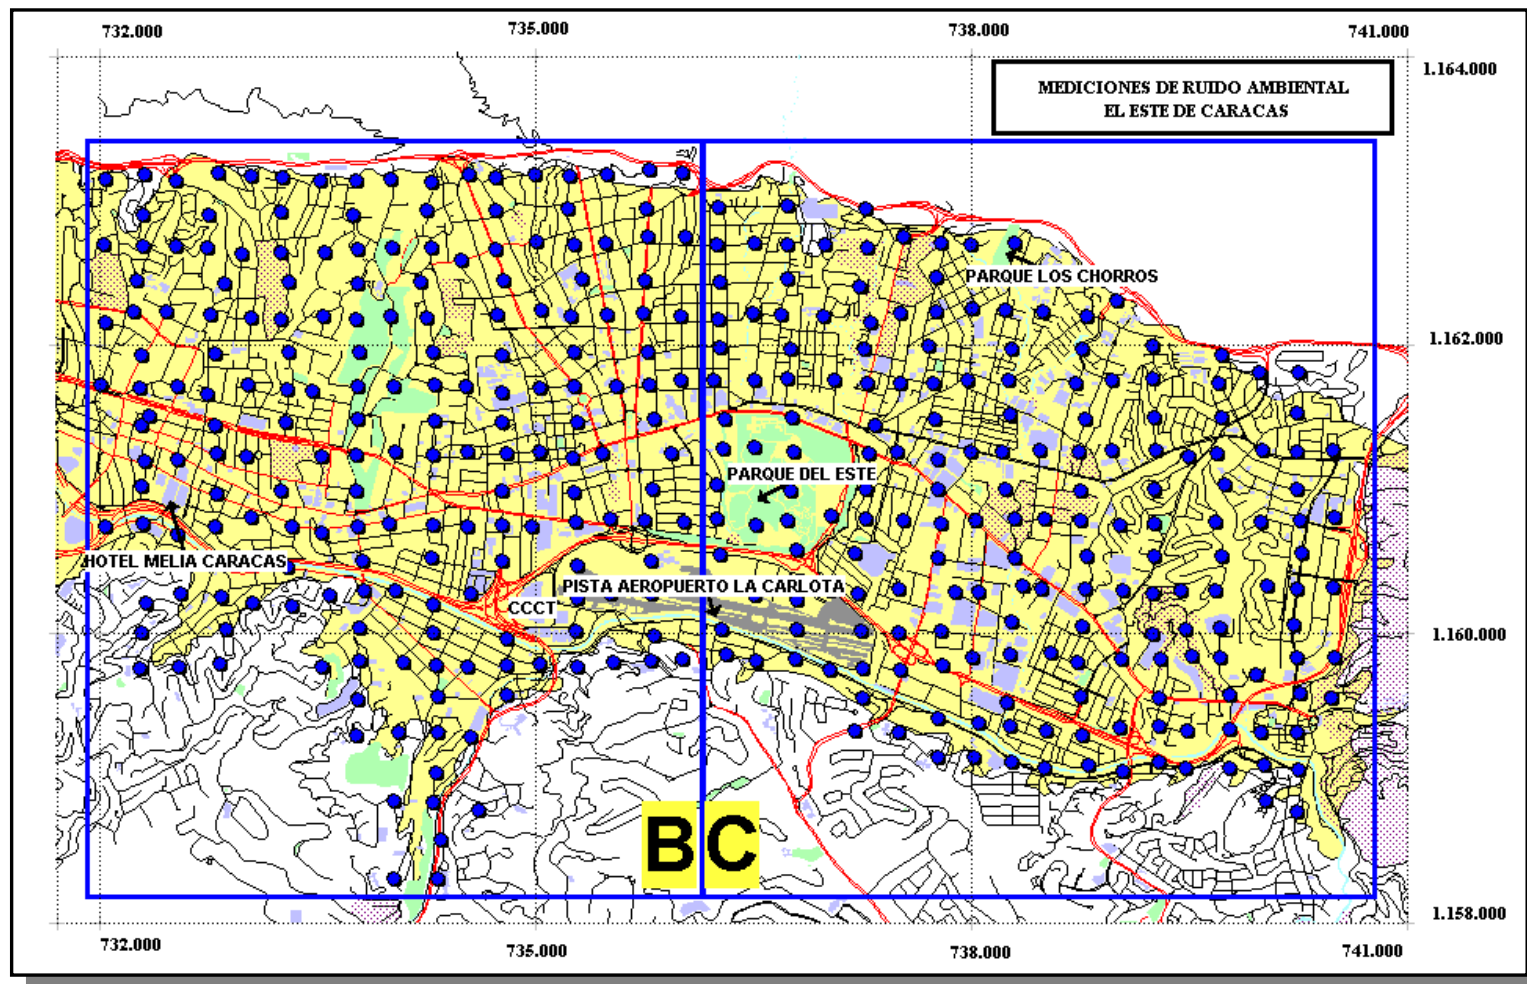 732.000
735.000
738.000
741.000
1.164.000
MEDICIONES DE RUIDO AMBIENTAL
EL ESTE DE CARACAS
PARQUE LOS CHORROS
1.162.000
PARQUE DEL ESTE
HOTEL MELIA CARACAS
PISTA AEROPUERTO LA CARLOTA
CCCT
1.160.000
B C
1.158.000
732.000
735.000
738.000
741.000